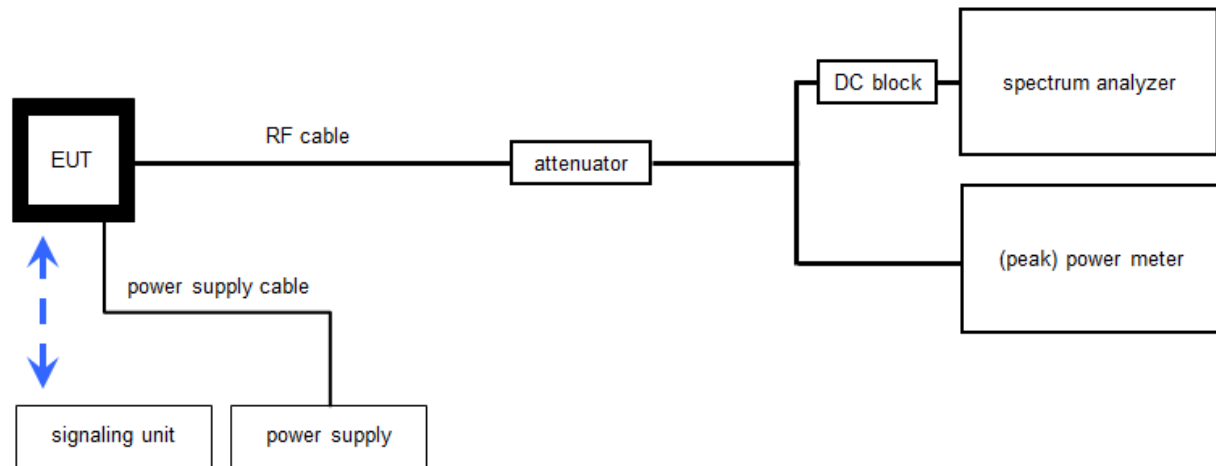 DC block
spectrum analyzer
RF cable
EUT
attenuator
(peak) power meter
power supply cable
signaling unit
power supply